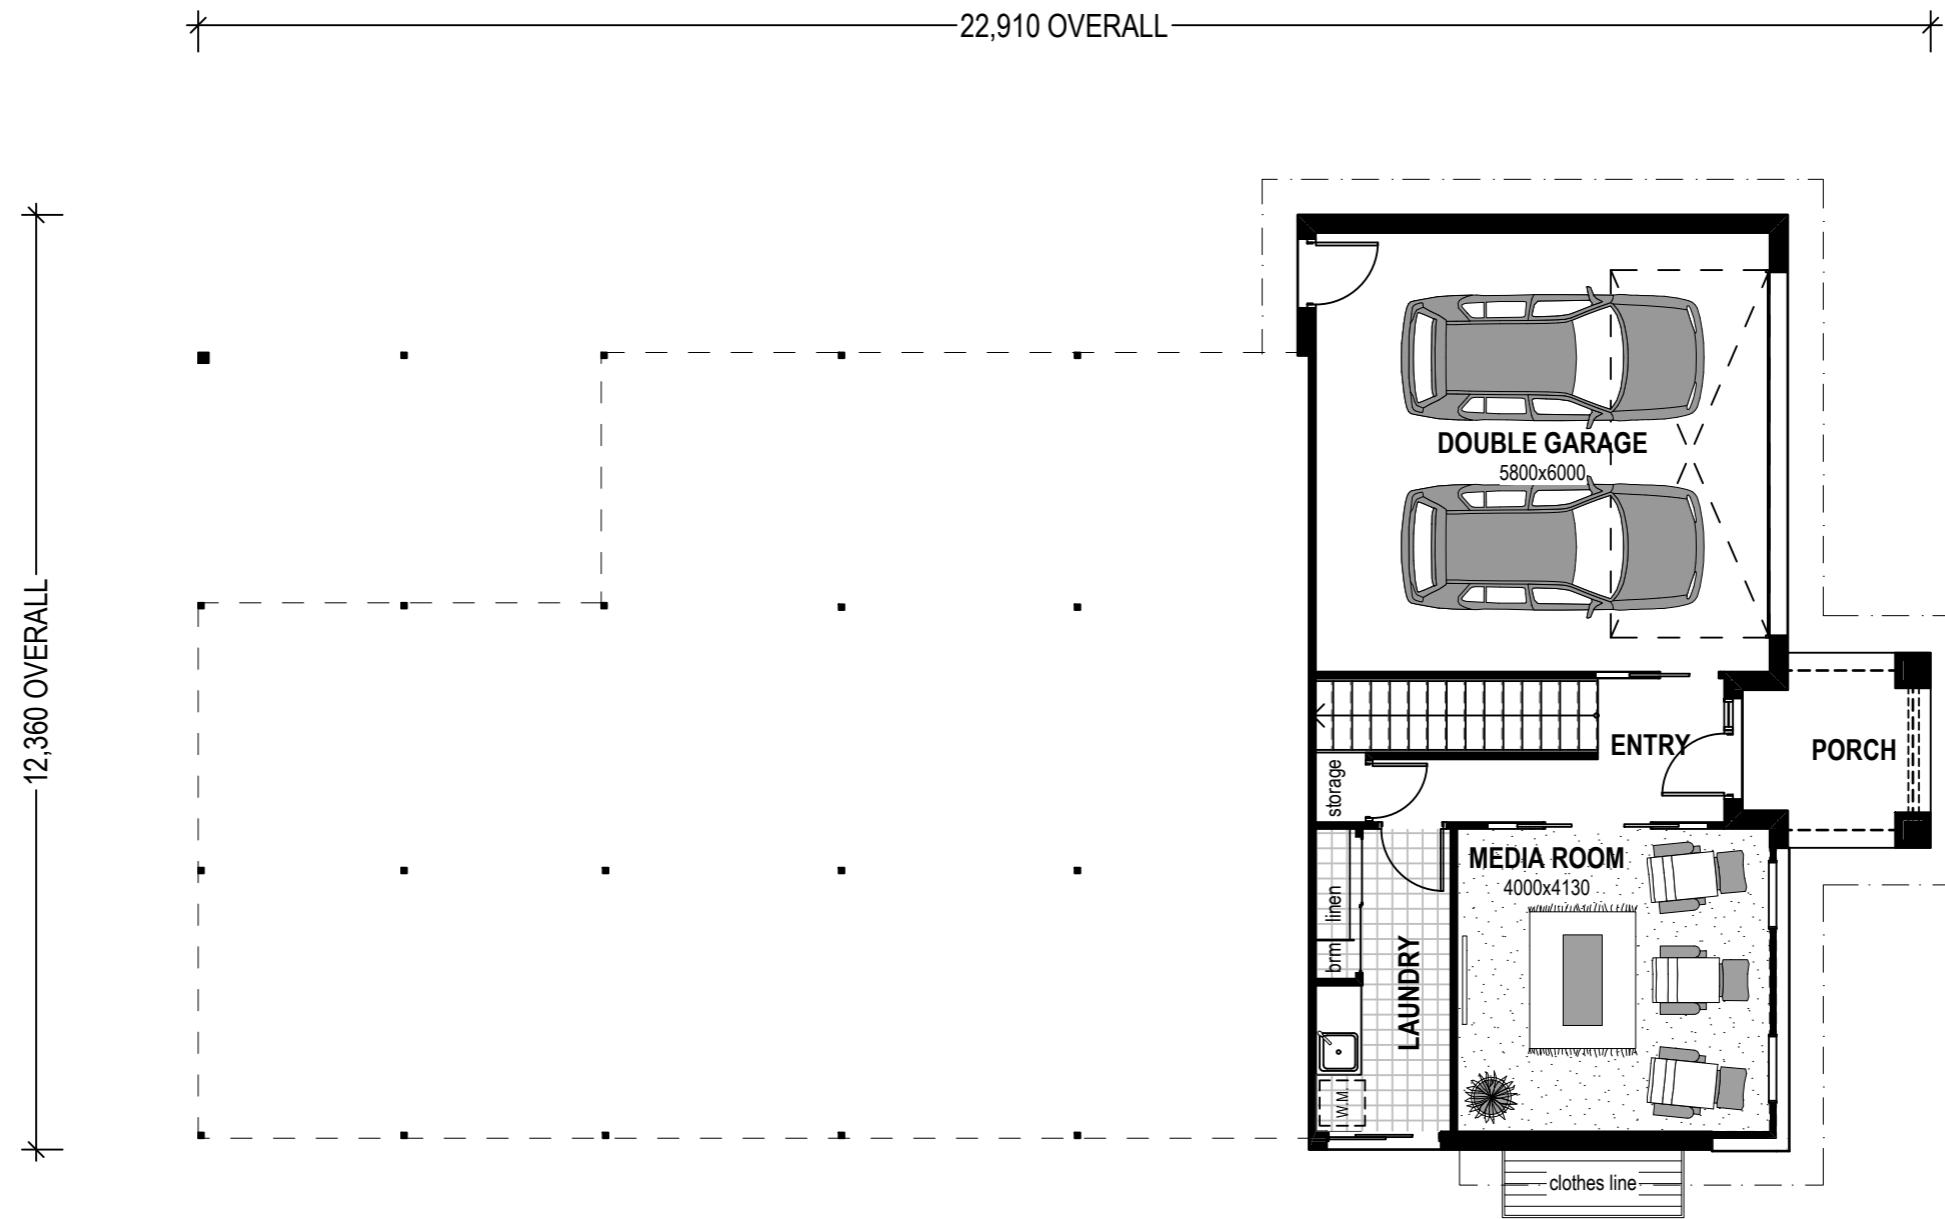 22,910 OVERALL
12,360 OVERALL
DOUBLE GARAGE
5800x6000
ENTRY
PORCH
storage
MEDIA ROOM
4000x4130
linen
brm
LAUNDRY
W.M.
clothes line